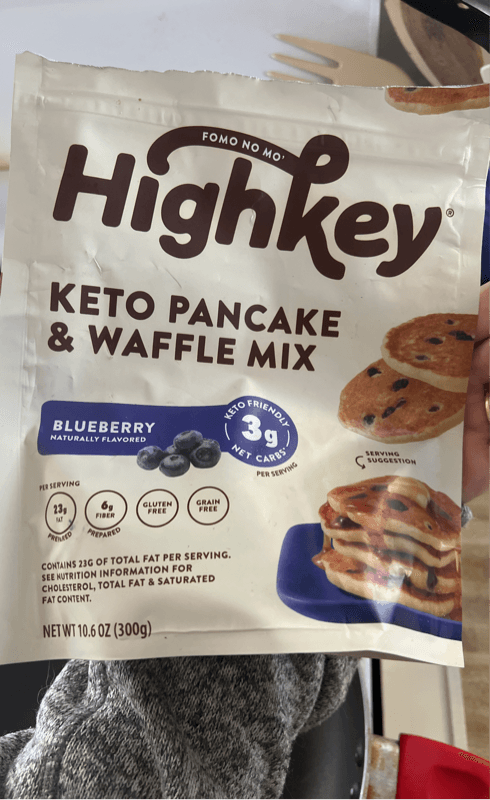 FOMO NO MO'
Highkey®
KETO PANCAKE
& WAFFLE MIX
BLUEBERRY
NATURALLY FLAVORED
KETO FRIENDLY
3g
NET CARBS*
PER SERVING
SERVING
SUGGESTION
PER SERVING
23g
FAT
PREPARED
6g
FIBER
PREPARED
GLUTEN
FREE
GRAIN
FREE
CONTAINS 23G OF TOTAL FAT PER SERVING.
SEE NUTRITION INFORMATION FOR
CHOLESTEROL, TOTAL FAT & SATURATED
FAT CONTENT.
NET WT 10.6 OZ (300g)